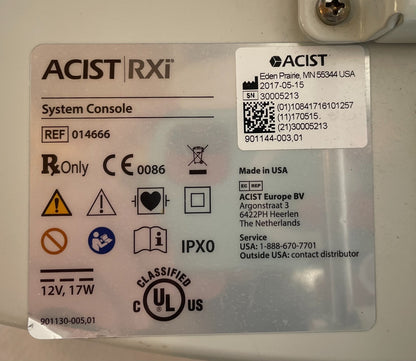 ACIST|RXi
System Console
REF 014666
Rx Only CE 0086
IPX0
12V, 17W
CLASSIFIED
C UL US
901130-005,01
ACIST
Eden Prairie, MN 55344 USA
2017-05-15
SN 30005213
(01)10841716101257
(11)170515
(21)30005213
901144-003,01
Made in USA
EC REP
ACIST Europe BV
Argonstraat 3
6422PH Heerlen
The Netherlands
Service
USA: 1-888-670-7701
Outside USA: contact distributor